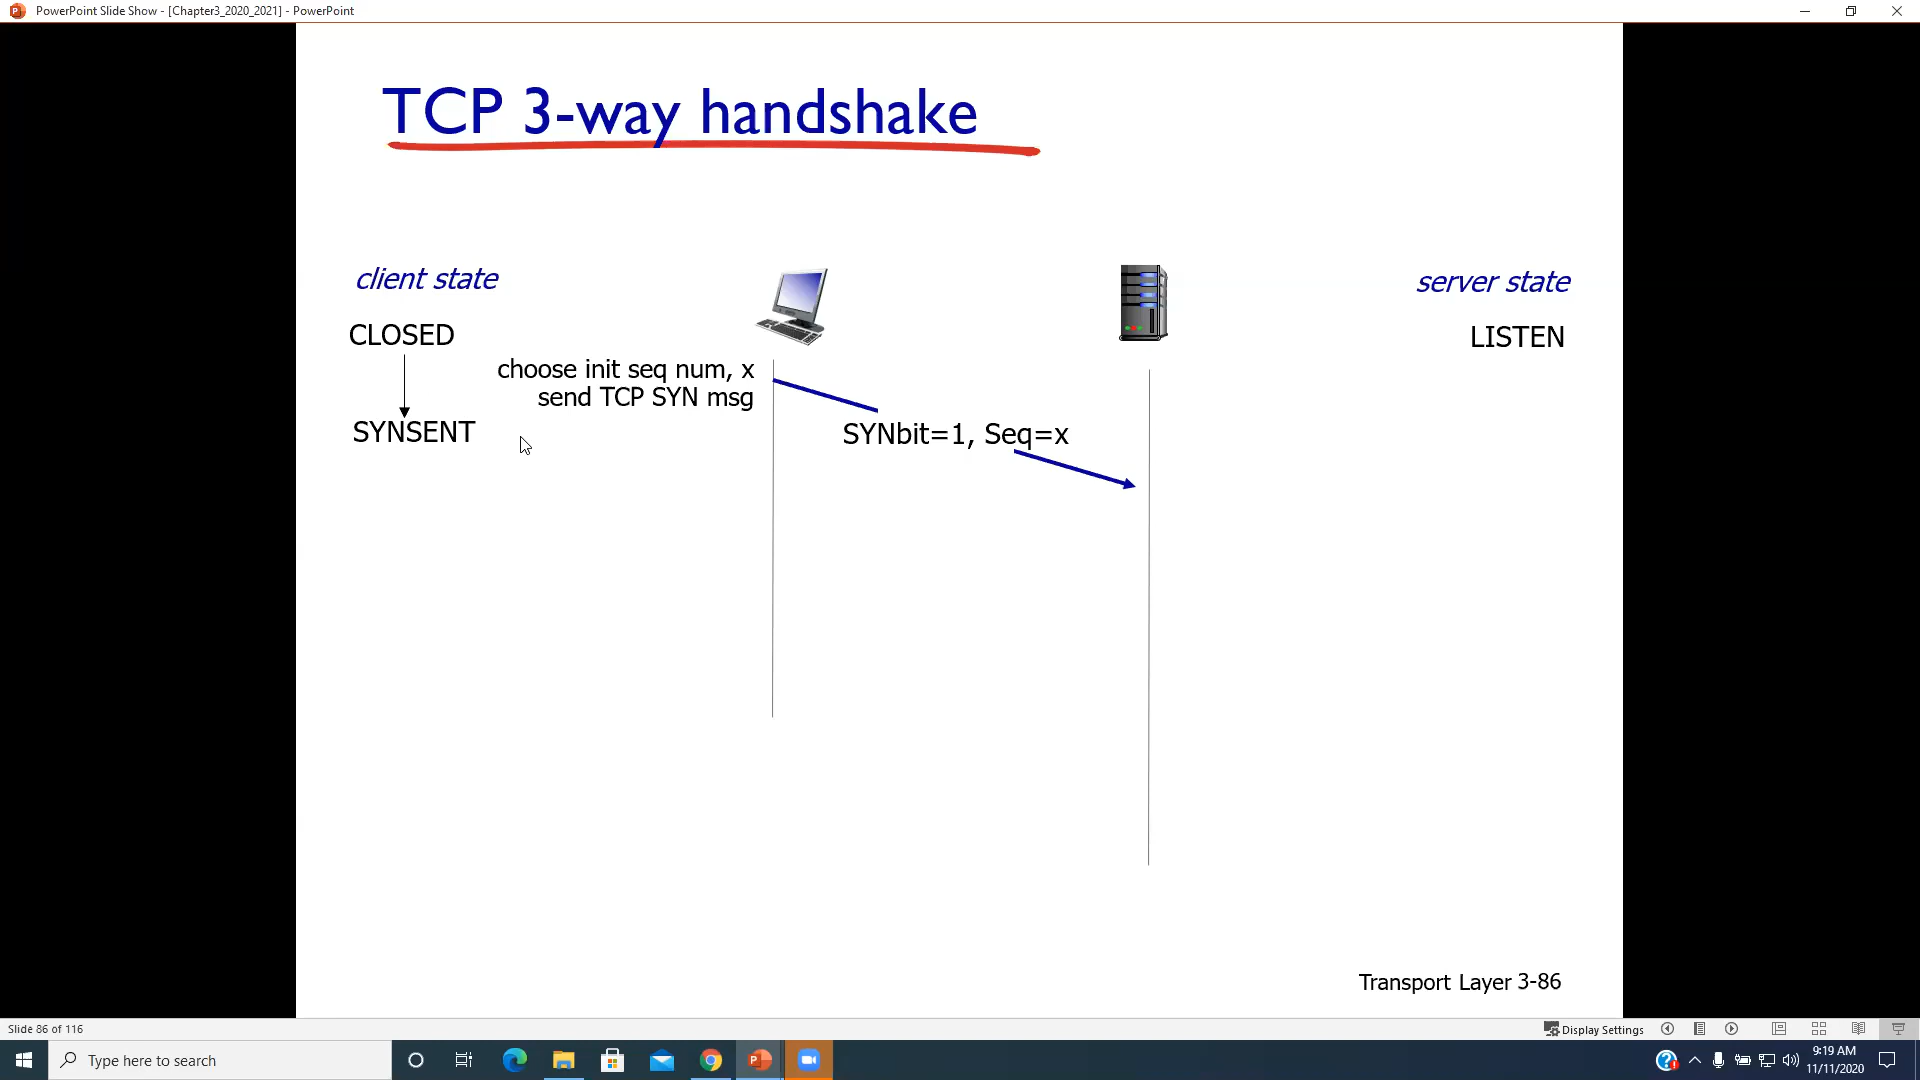 PowerPoint Slide Show - [Chapter3_2020_2021] - PowerPoint
TCP 3-way handshake
client state
server state
CLOSED
LISTEN
choose init seq num, x
send TCP SYN msg
SYNSENT
SYNbit=1, Seq=x
Transport Layer 3-86
Slide 86 of 116
Display Settings
Type here to search
9:19 AM
11/11/2020